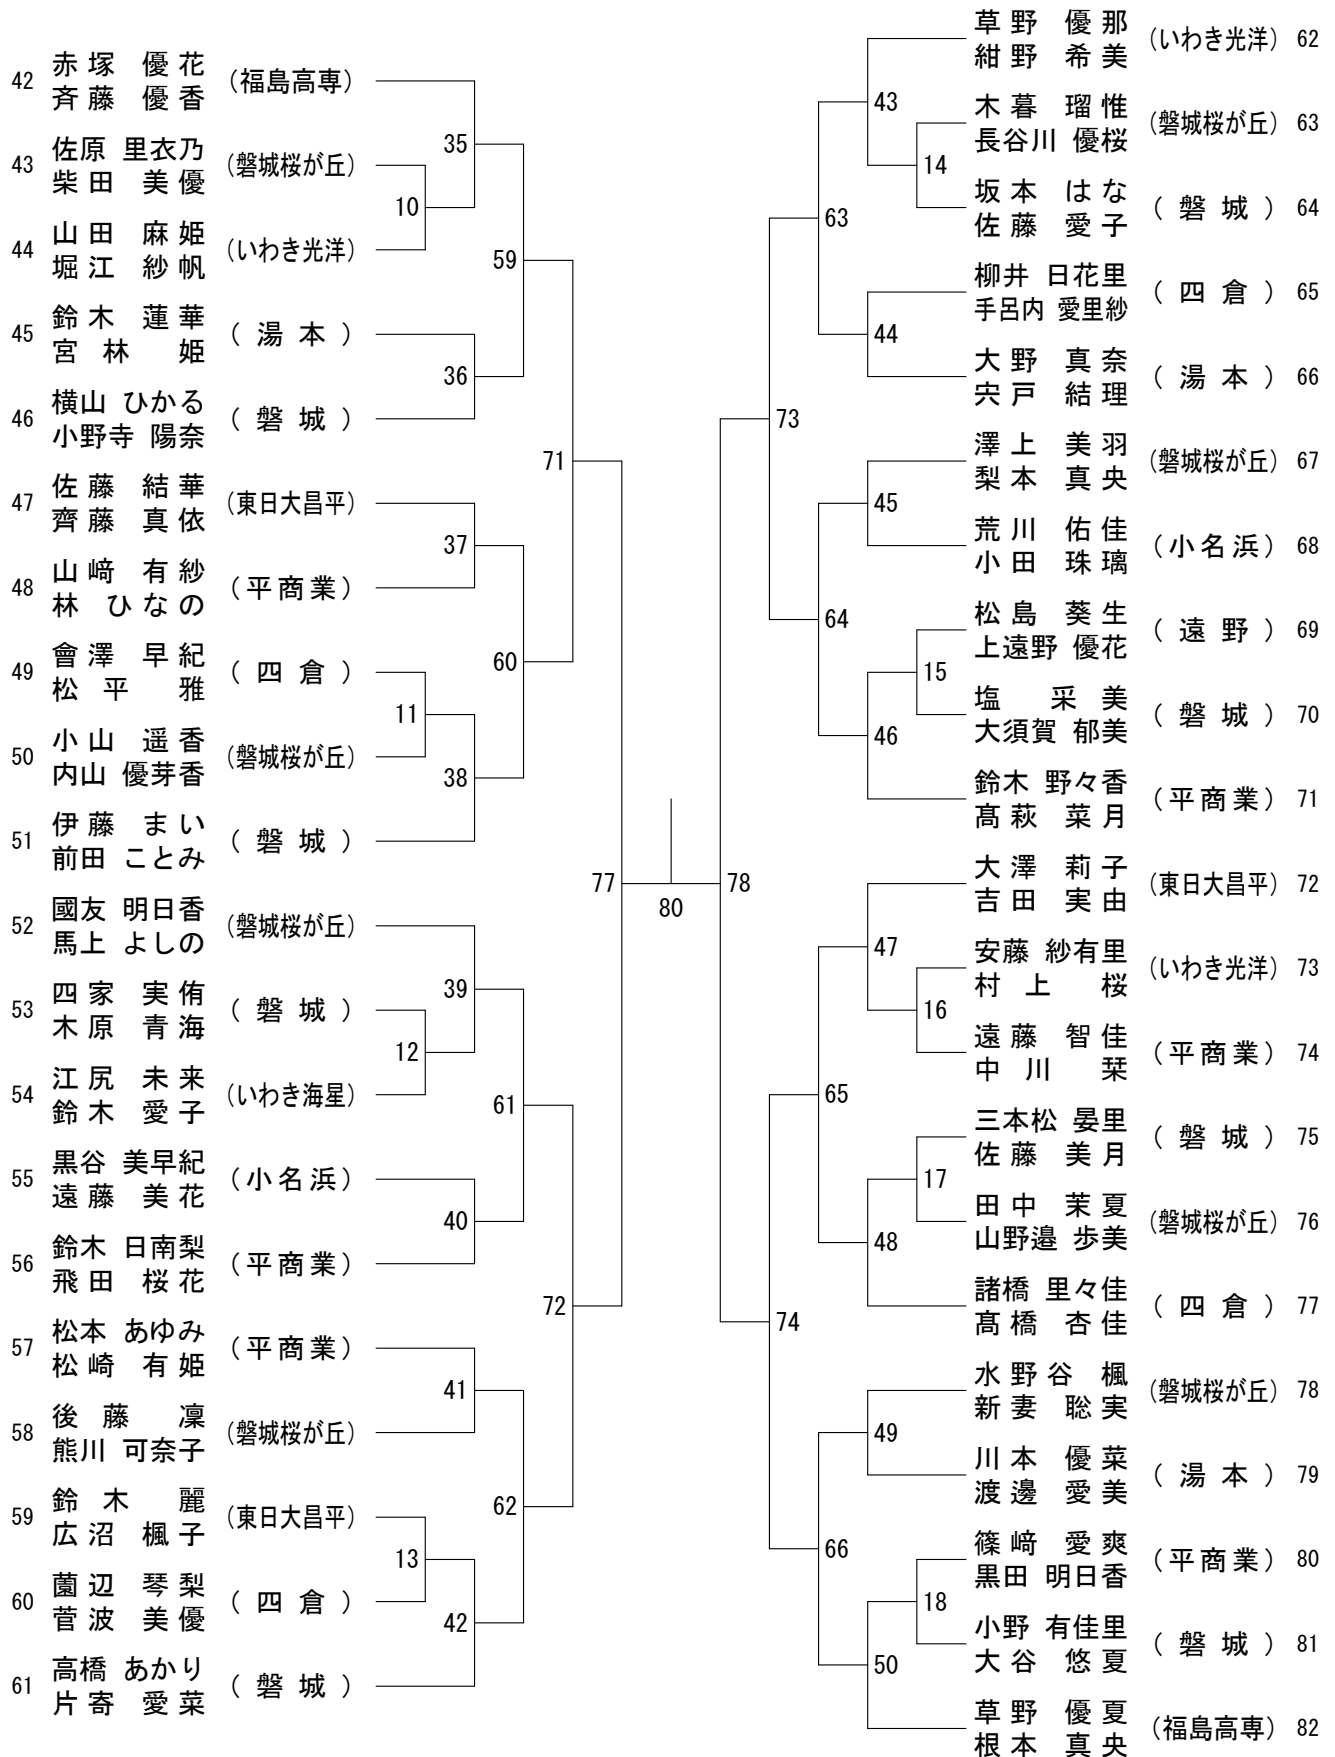 42 赤塚 優花 (福島高専)
斉藤 優香
43 佐原 里衣乃 (磐城桜が丘)
柴田 美優
44 山田 麻姫 (いわき光洋)
堀江 紗帆
45 鈴木 蓮華 (湯本)
宮林 姫
46 横山 ひかる (磐城)
小野寺 陽奈
47 佐藤 結華 (東日大昌平)
齊藤 真依
48 山﨑 有紗 (平商業)
林 ひなの
49 會澤 早紀 (四倉)
松平 雅
50 小山 遥香 (磐城桜が丘)
内山 優芽香
51 伊藤 まい (磐城)
前田 ことみ
52 國友 明日香 (磐城桜が丘)
馬上 よしの
53 四家 実侑 (磐城)
木原 青海
54 江尻 未来 (いわき海星)
鈴木 愛子
55 黒谷 美早紀 (小名浜)
遠藤 美花
56 鈴木 日南梨 (平商業)
飛田 桜花
57 松本 あゆみ (平商業)
松崎 有姫
58 後藤 凜 (磐城桜が丘)
熊川 可奈子
59 鈴木 麗 (東日大昌平)
広沼 楓子
60 薗辺 琴梨 (四倉)
菅波 美優
61 高橋 あかり (磐城)
片寄 愛菜
10
11
12
13
35
36
37
38
39
40
41
42
59
60
61
62
71
72
77
80
78
73
74
63
64
65
66
43
44
45
46
47
48
49
50
14
15
16
17
18
草野 優那 (いわき光洋) 62
紺野 希美
木暮 瑠惟 (磐城桜が丘) 63
長谷川 優桜
坂本 はな (磐城) 64
佐藤 愛子
柳井 日花里 (四倉) 65
手呂内 愛里紗
大野 真奈 (湯本) 66
宍戸 結理
澤上 美羽 (磐城桜が丘) 67
梨本 真央
荒川 佑佳 (小名浜) 68
小田 珠璃
松島 葵生 (遠野) 69
上遠野 優花
塩 采美 (磐城) 70
大須賀 郁美
鈴木 野々香 (平商業) 71
髙萩 菜月
大澤 莉子 (東日大昌平) 72
吉田 実由
安藤 紗有里 (いわき光洋) 73
村上 桜
遠藤 智佳 (平商業) 74
中川 栞
三本松 晏里 (磐城) 75
佐藤 美月
田中 茉夏 (磐城桜が丘) 76
山野邉 歩美
諸橋 里々佳 (四倉) 77
髙橋 杏佳
水野谷 楓 (磐城桜が丘) 78
新妻 聡実
川本 優菜 (湯本) 79
渡邊 愛美
篠﨑 愛爽 (平商業) 80
黒田 明日香
小野 有佳里 (磐城) 81
大谷 悠夏
草野 優夏 (福島高専) 82
根本 真央